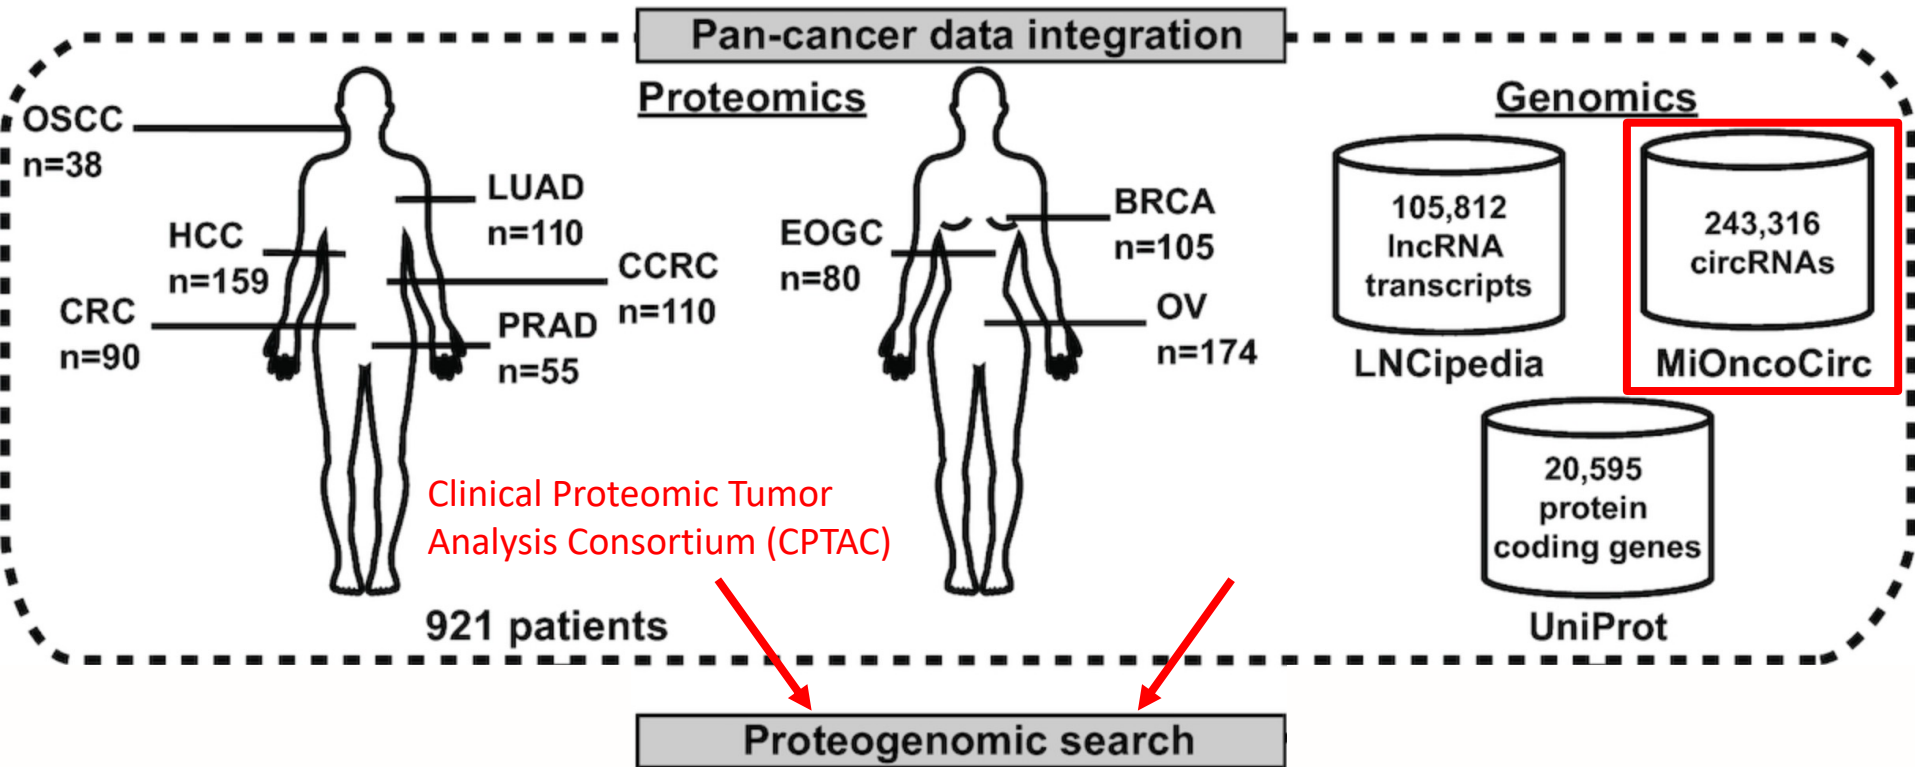 Pan-cancer data integration
Proteomics
Genomics
OSCC
n=38
LUAD
n=110
HCC
n=159
CCRC
n=110
CRC
n=90
PRAD
n=55
EOGC
n=80
BRCA
n=105
OV
n=174
105,812
lncRNA
transcripts
LNCipedia
243,316
circRNAs
MiOncoCirc
20,595
protein
coding genes
UniProt
Clinical Proteomic Tumor
Analysis Consortium (CPTAC)
921 patients
Proteogenomic search